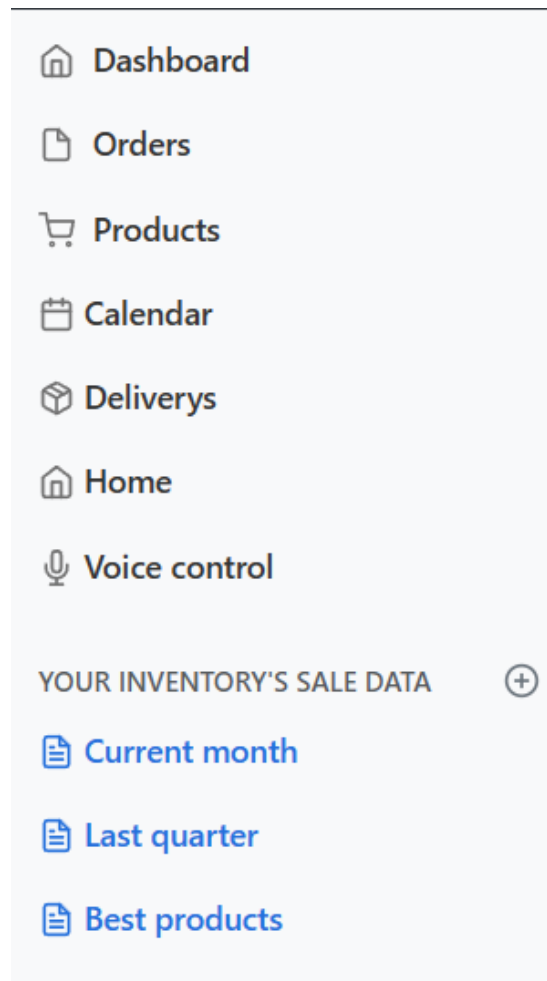 Dashboard
Orders
Products
Calendar
Deliverys
Home
Voice control
YOUR INVENTORY'S SALE DATA
Current month
Last quarter
Best products